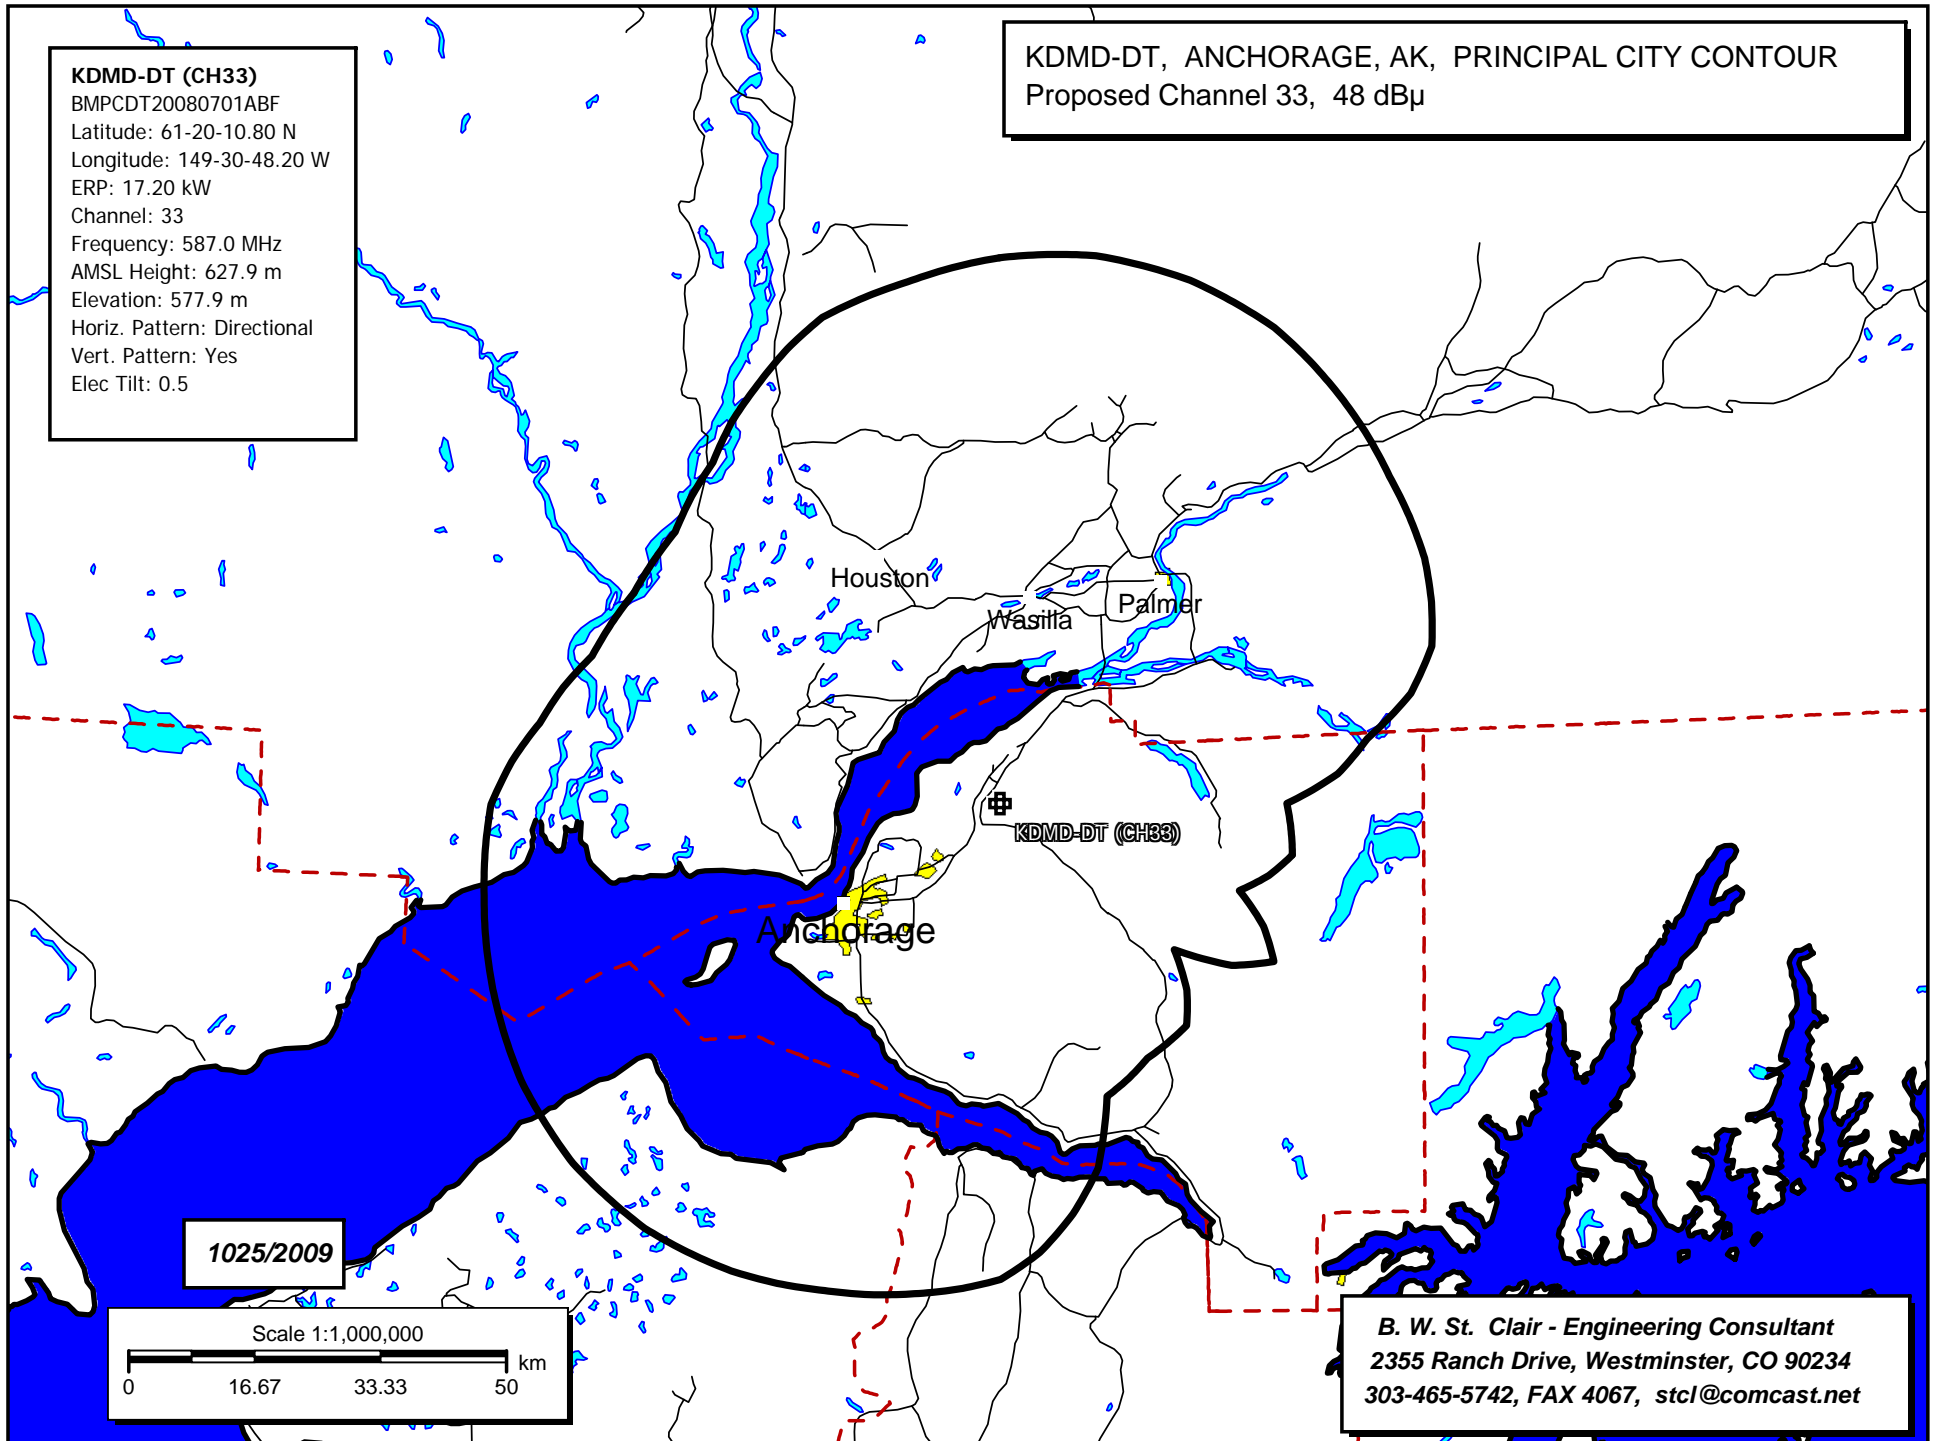 KDMD-DT (CH33)
BMPCDT20080701ABF
Latitude: 61-20-10.80 N
Longitude: 149-30-48.20 W
ERP: 17.20 kW
Channel: 33
Frequency: 587.0 MHz
AMSL Height: 627.9 m
Elevation: 577.9 m
Horiz. Pattern: Directional
Vert. Pattern: Yes
Elec Tilt: 0.5
KDMD-DT, ANCHORAGE, AK, PRINCIPAL CITY CONTOUR
Proposed Channel 33, 48 dBµ
Houston
Wasilla
Palmer
KDMD-DT (CH33)
Anchorage
1025/2009
Scale 1:1,000,000
km
0 16.67 33.33 50
B. W. St. Clair - Engineering Consultant
2355 Ranch Drive, Westminster, CO 90234
303-465-5742, FAX 4067, stcl@comcast.net